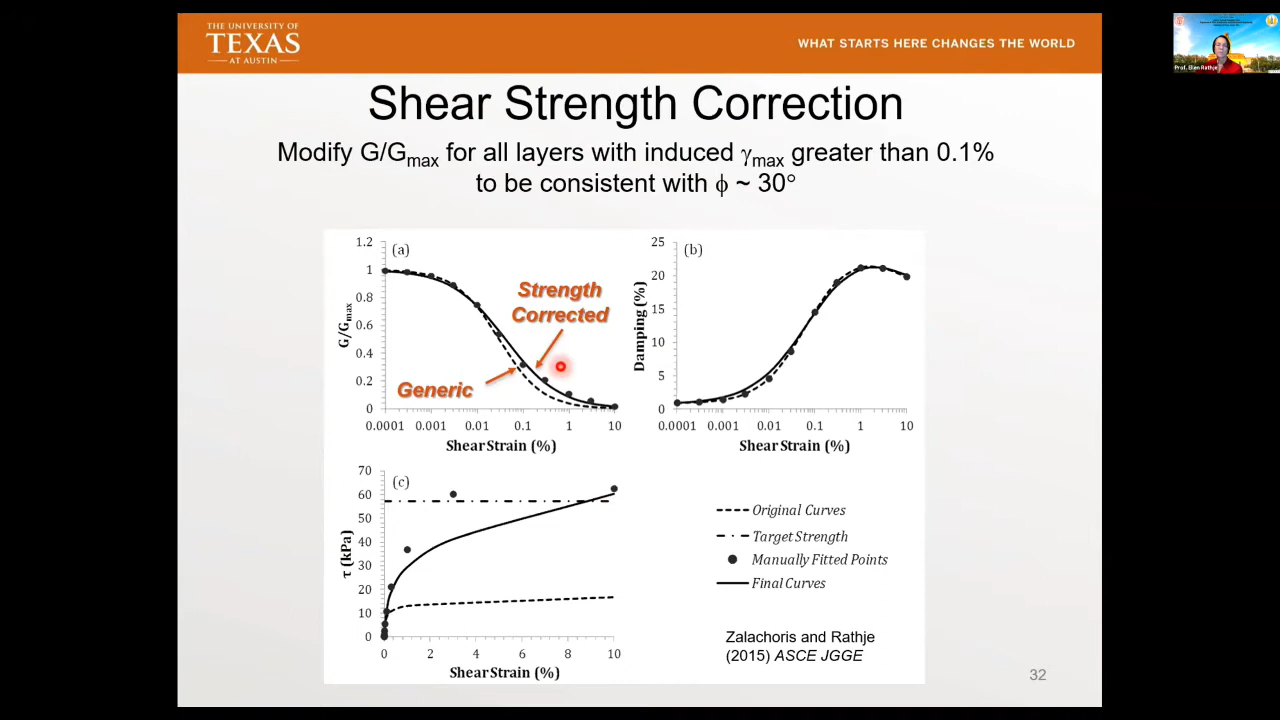 THE UNIVERSITY OF
TEXAS
AT AUSTIN
WHAT STARTS HERE CHANGES THE WORLD
Prof. Ellen Rathje
Shear Strength Correction
Modify G/Gmax for all layers with induced γmax greater than 0.1%
to be consistent with ϕ ~ 30°
(a)
1.2
1
0.8
0.6
0.4
0.2
0
G/Gmax
Strength
Corrected
Generic
0.0001 0.001 0.01 0.1 1 10
Shear Strain (%)
(b)
25
20
15
10
5
0
Damping (%)
0.0001 0.001 0.01 0.1 1 10
Shear Strain (%)
(c)
70
60
50
40
30
20
10
0
τ (kPa)
0 2 4 6 8 10
Shear Strain (%)
Original Curves
Target Strength
Manually Fitted Points
Final Curves
Zalachoris and Rathje
(2015) ASCE JGGE
32